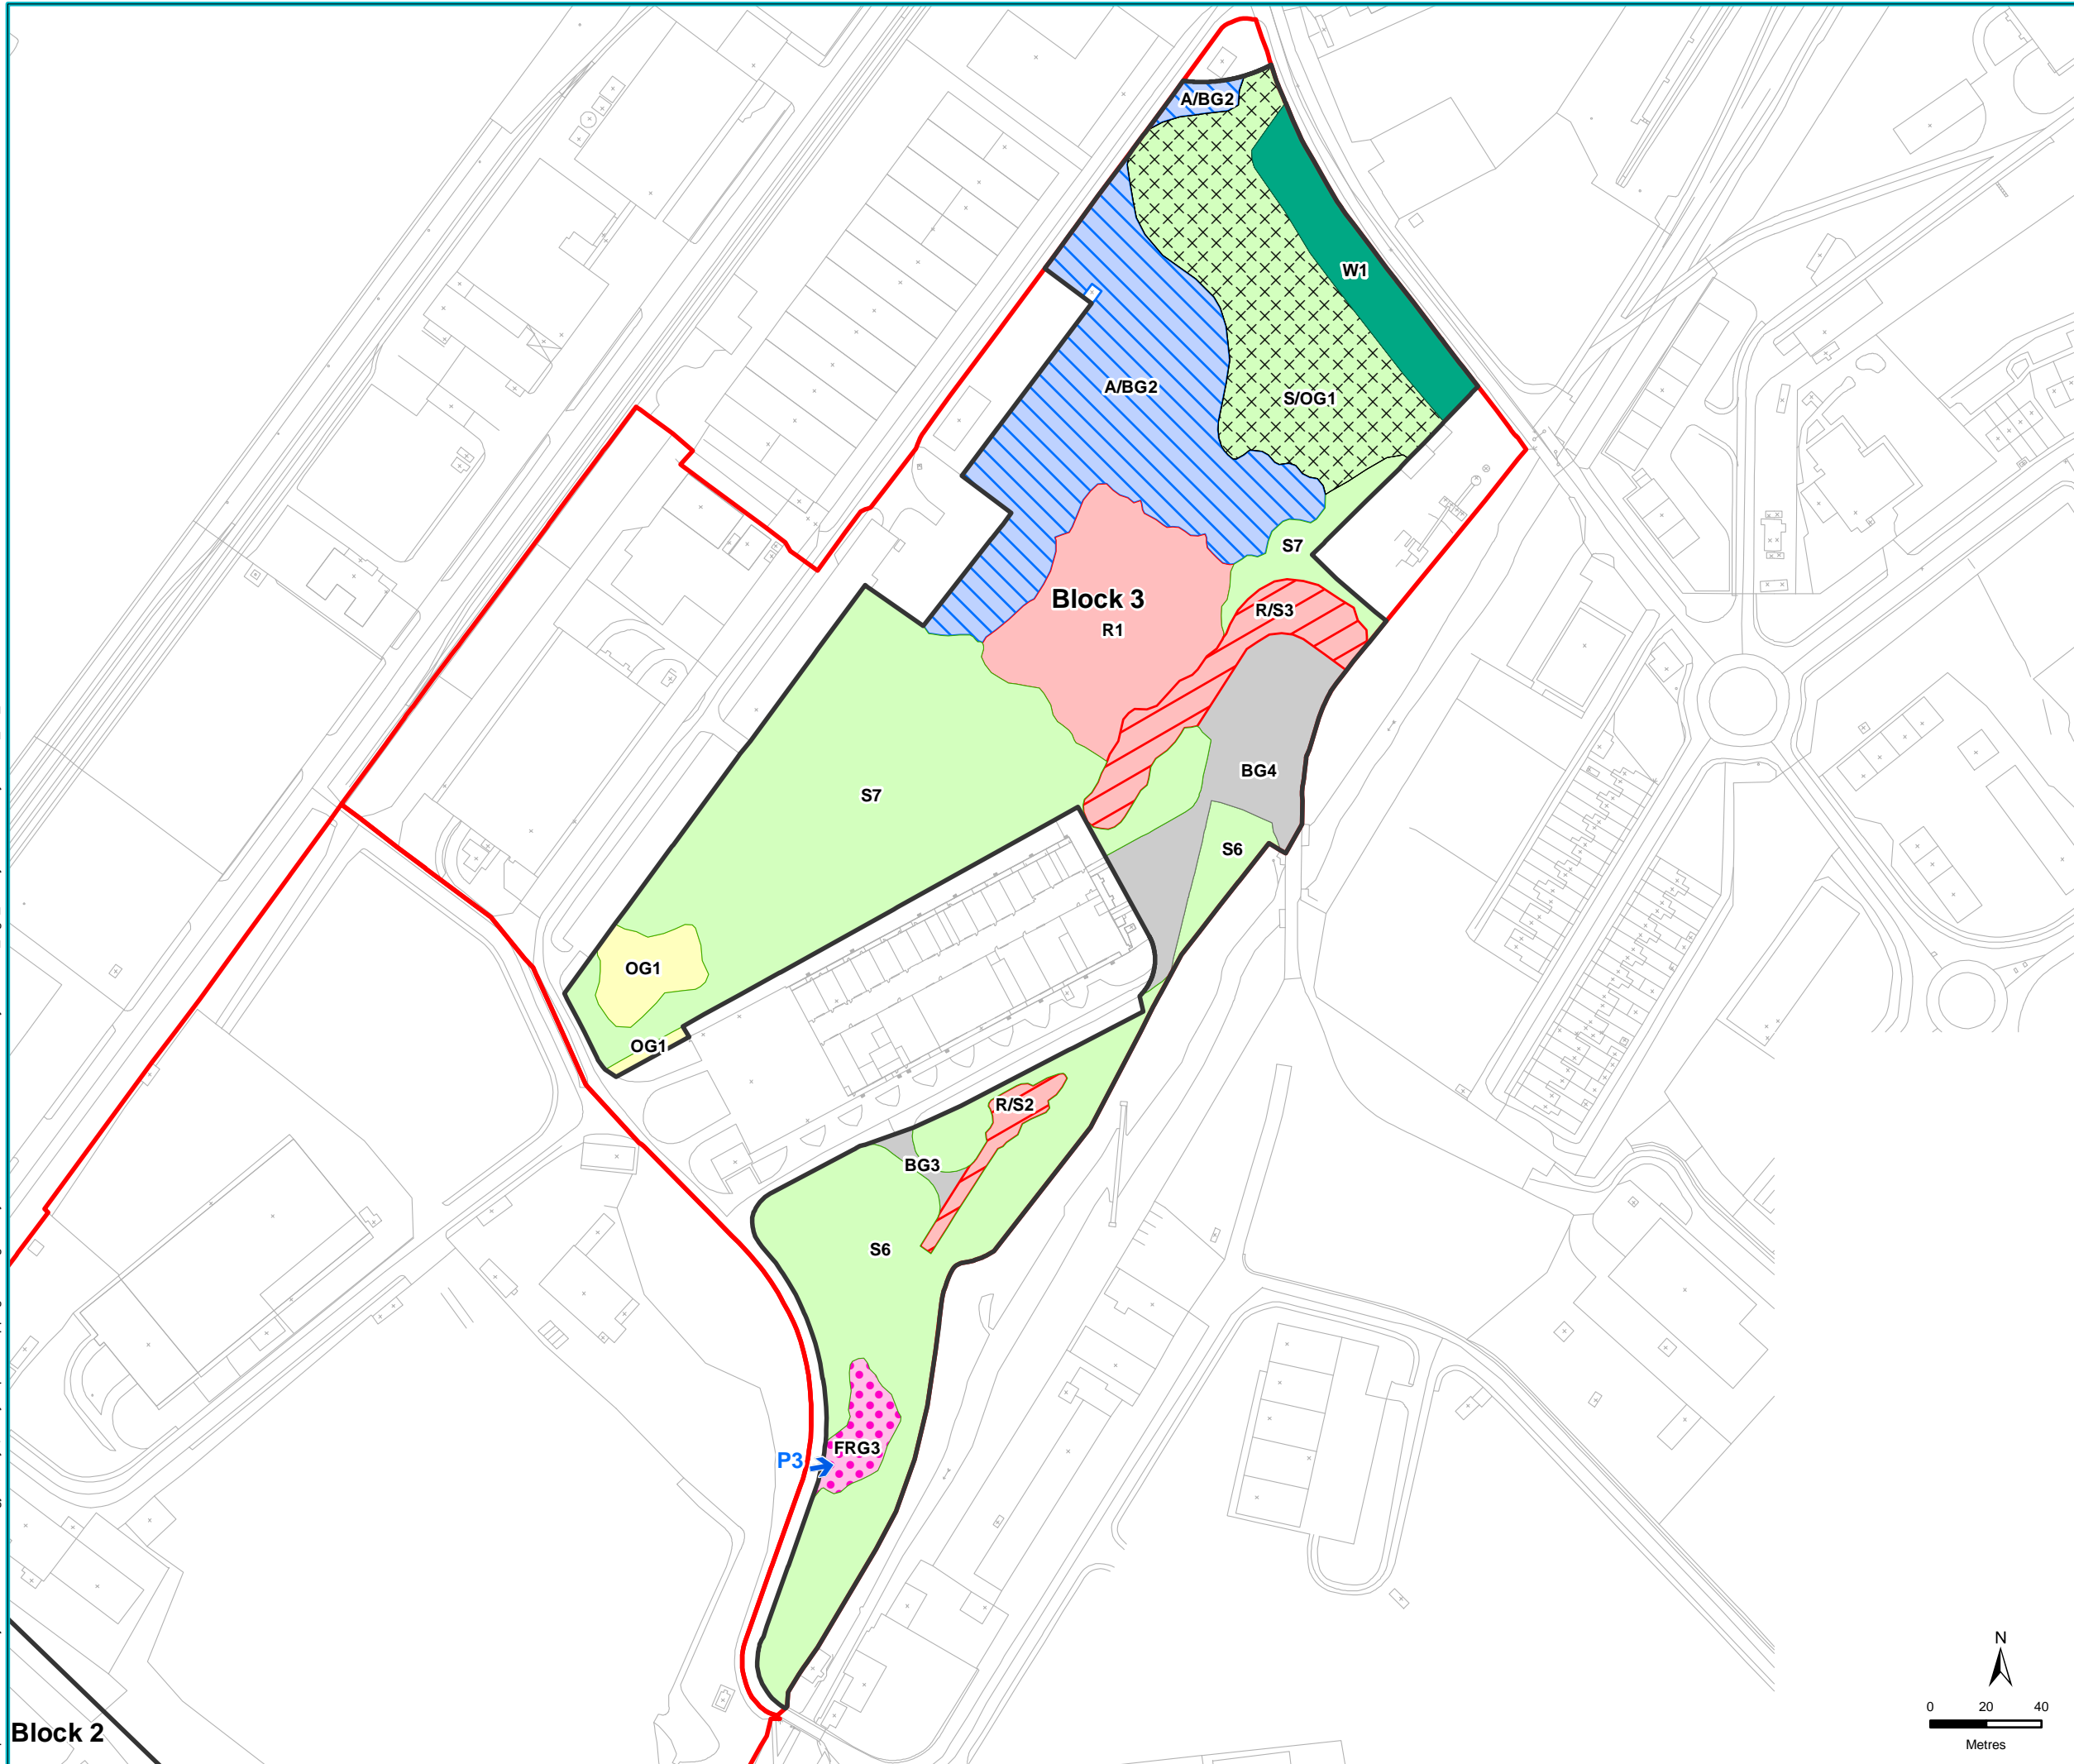 A/BG2
W1
A/BG2
S/OG1
S7
Block 3
R/S3
R1
BG4
S7
S6
OG1
OG1
R/S2
BG3
S6
FRG3
P3
N
0 20 40
Metres
Block 2